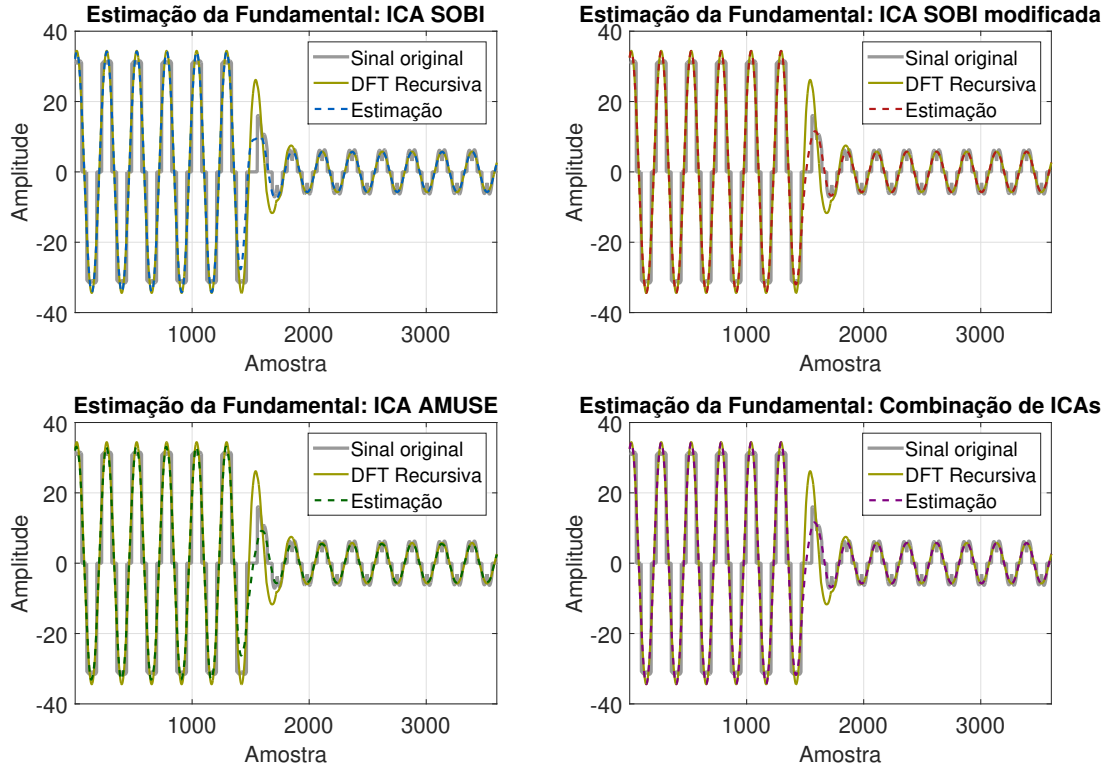 Estimação da Fundamental: ICA SOBI
40
20
0
-20
-40
Amplitude
Sinal original
DFT Recursiva
Estimação
1000
2000
3000
Amostra
Estimação da Fundamental: ICA SOBI modificada
40
20
0
-20
-40
Amplitude
Sinal original
DFT Recursiva
Estimação
1000
2000
3000
Amostra
Estimação da Fundamental: ICA AMUSE
40
20
0
-20
-40
Amplitude
Sinal original
DFT Recursiva
Estimação
1000
2000
3000
Amostra
Estimação da Fundamental: Combinação de ICAs
40
20
0
-20
-40
Amplitude
Sinal original
DFT Recursiva
Estimação
1000
2000
3000
Amostra